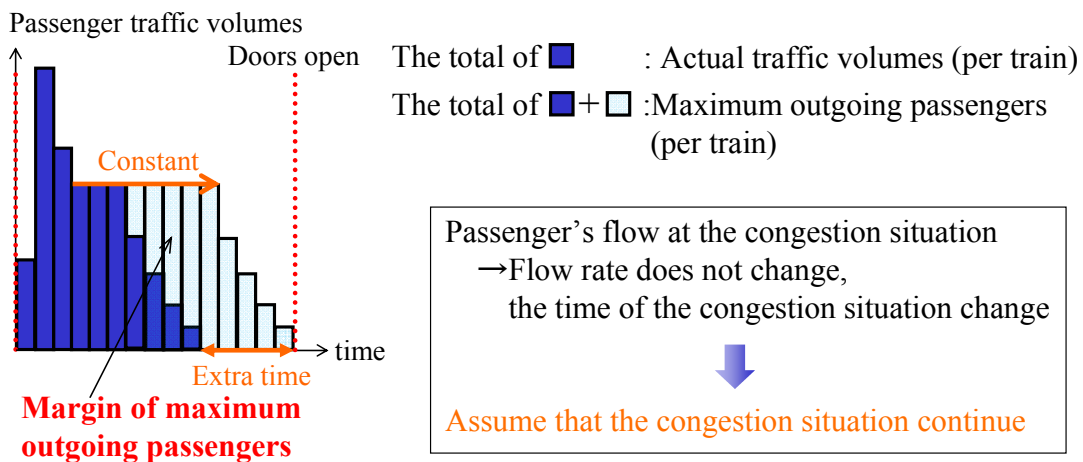 Passenger traffic volumes
Doors open
Constant
time
Extra time
Margin of maximum
outgoing passengers
The total of ■ : Actual traffic volumes (per train)
The total of ■+□ :Maximum outgoing passengers
(per train)
Passenger’s flow at the congestion situation
→Flow rate does not change,
the time of the congestion situation change
Assume that the congestion situation continue